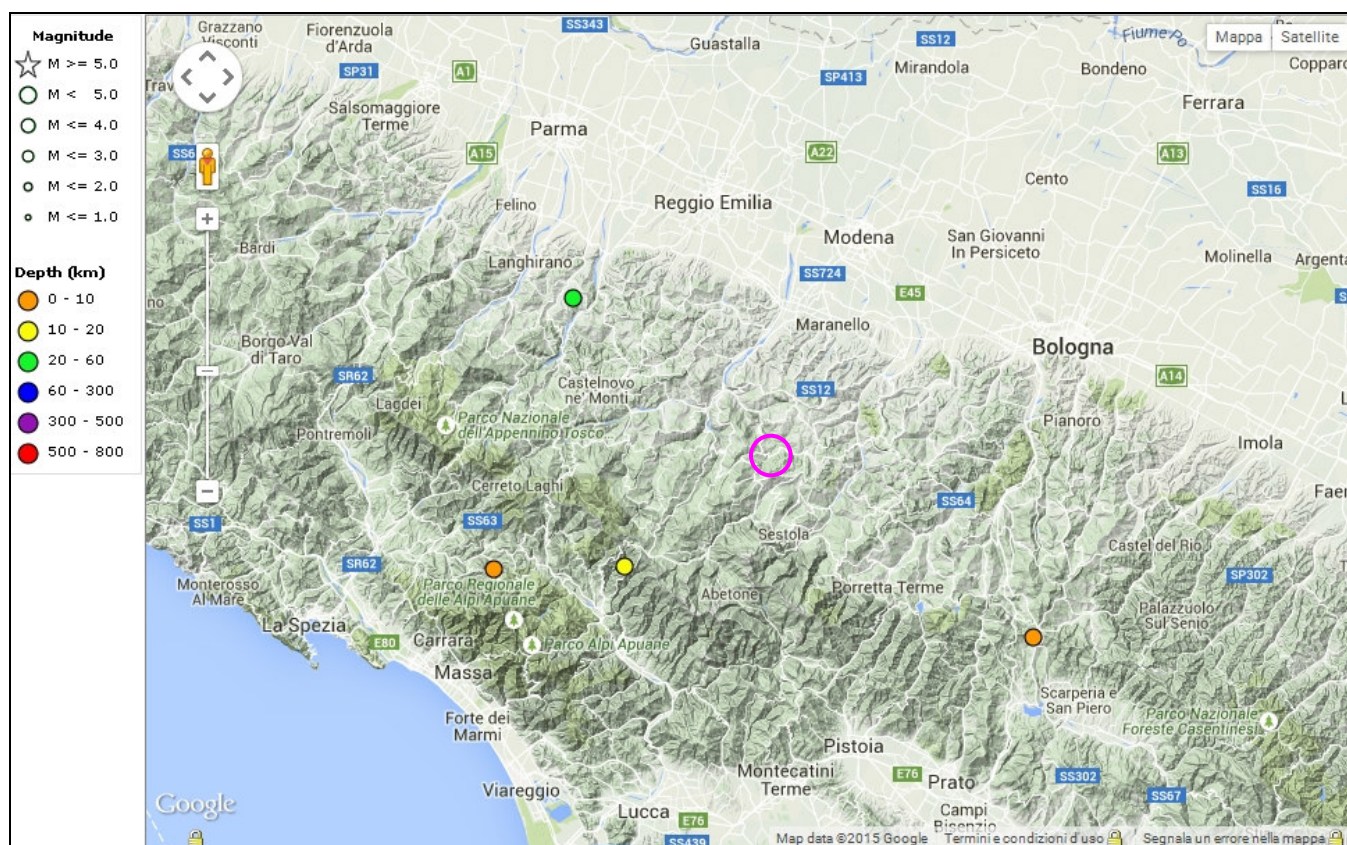 Magnitude
M >= 5.0
M < 5.0
M <= 4.0
M <= 3.0
M <= 2.0
M <= 1.0
Depth (km)
0 - 10
10 - 20
20 - 60
60 - 300
300 - 500
500 - 800
Grazzano
Visconti
Fiorenzuola
d'Arda
SS343
Guastalla
SS12
Fiume Po
Mappa
Satellite
SP31
A1
SP413
Mirandola
Bondeno
Salsomaggiore
Terme
Parma
Ferrara
A15
A22
A13
Cento
SS16
Felino
Reggio Emilia
Bardi
Modena
San Giovanni
In Persiceto
Molinella
Langhirano
SS724
E45
Maranello
Borgo Val
di Taro
Bologna
SR62
Castelnovo
ne' Monti
SS12
A14
Lagdei
Parco Nazionale
dell'Appennino Tosco...
Pianoro
Pontremoli
Imola
Cerreto Laghi
SS64
SS1
SS63
Sestola
Castel del Rio
SR62
Monterosso
Al Mare
Parco Regionale
delle Alpi Apuane
Abetone
Porretta Terme
SP302
Palazzuolo
Sul Senio
La Spezia
E80
Carrara
Parco Alpi Apuane
Massa
Scarperia e
San Piero
Parco Nazionale
Foreste Casentinesi
Forte dei
Marmi
Pistoia
Montecatini
Terme
E76
Prato
SS302
Viareggio
SS67
Google
Lucca
E76
Campi
Bisenzio
SS439
Map data ©2015 Google
Termini e condizioni d'uso
Segnala un errore nella mappa